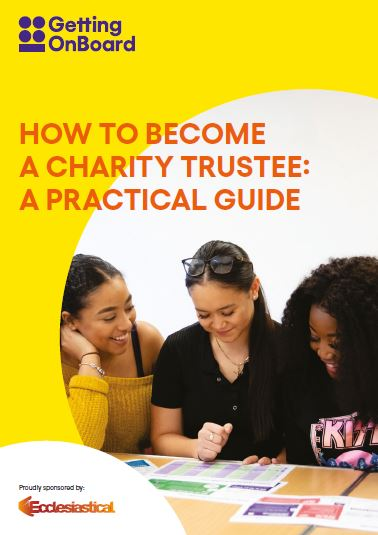 Getting
OnBoard
HOW TO BECOME
A CHARITY TRUSTEE:
A PRACTICAL GUIDE
Proudly sponsored by:
Ecclesiastical